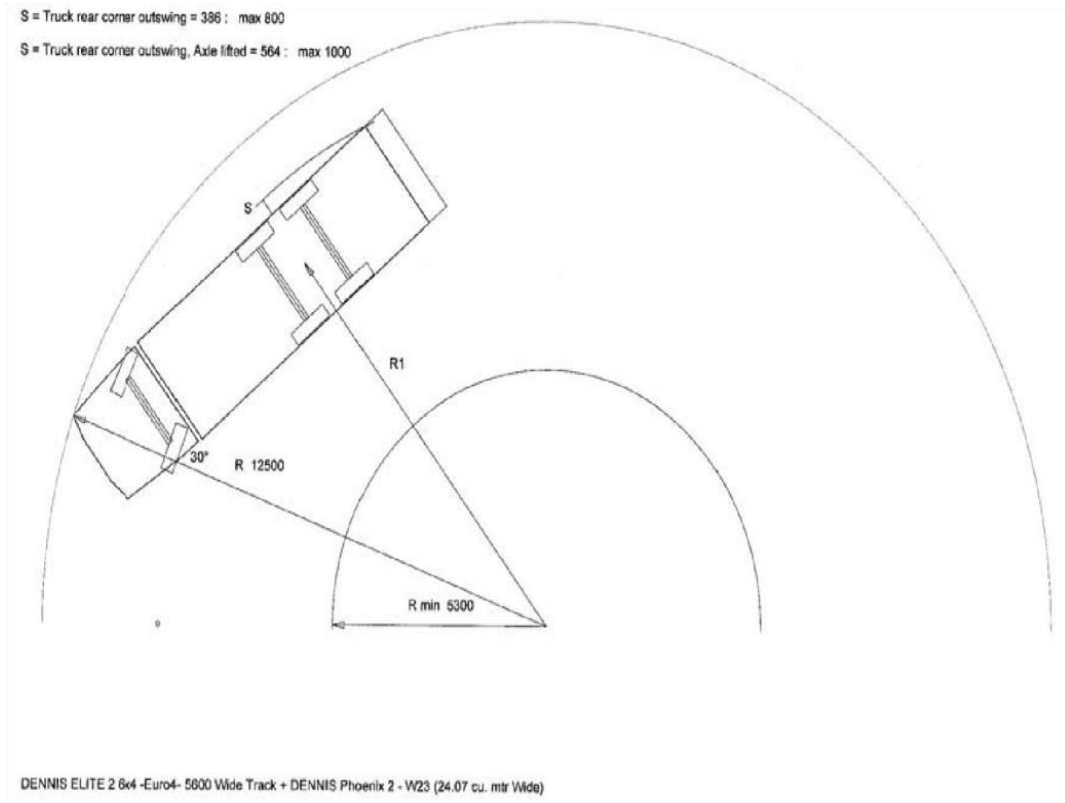 S = Truck rear corner outswing = 386 : max 800
S = Truck rear corner outswing, Axle lifted = 564 : max 1000
S
R1
30°
R 12500
R min 5300
DENNIS ELITE 2 6x4 -Euro4- 5600 Wide Track + DENNIS Phoenix 2 - W23 (24.07 cu. mtr Wide)